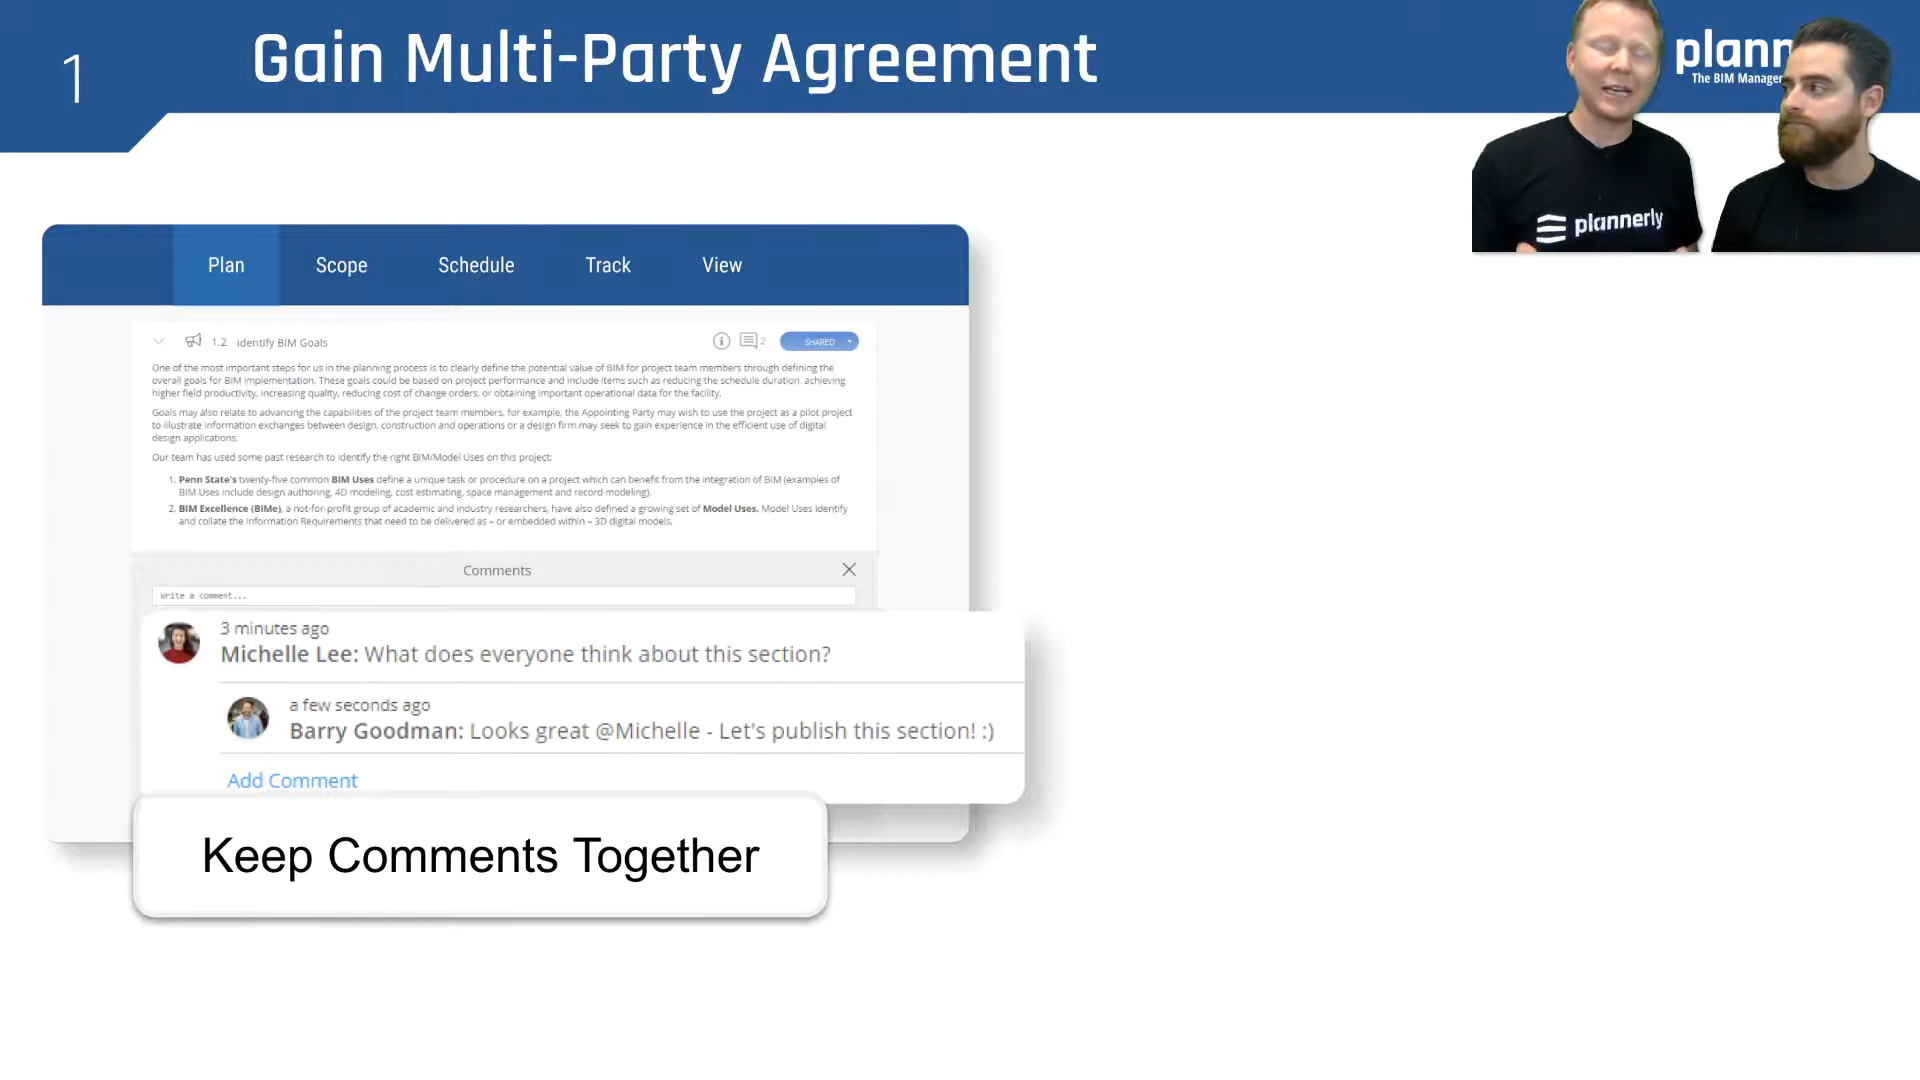 1
Gain Multi-Party Agreement
plann
The BIM Manager
plannerly
Plan Scope Schedule Track View
1.2 Identify BIM Goals 2 SHARED
One of the most important steps for us in the planning process is to clearly define the potential value of BIM for project team members through defining the
overall goals for BIM implementation. These goals could be based on project performance and include items such as reducing the schedule duration, achieving
higher field productivity, increasing quality, reducing cost of change orders, or obtaining important operational data for the facility.
Goals may also relate to advancing the capabilities of the project team members, for example, the Appointing Party may wish to use the project as a pilot project
to illustrate information exchanges between design, construction and operations or a design firm may seek to gain experience in the efficient use of digital
design applications.
Our team has used some past research to identify the right BIM/Model Uses on this project:
1. Penn State's twenty-five common BIM Uses define a unique task or procedure on a project which can benefit from the integration of BIM (examples of
BIM Uses include design authoring, 4D modeling, cost estimating, space management and record modeling).
2. BIM Excellence (BIMe), a not-for-profit group of academic and industry researchers, have also defined a growing set of Model Uses. Model Uses identify
and collate the Information Requirements that need to be delivered as – or embedded within – 3D digital models.
Comments
Write a comment...
3 minutes ago
Michelle Lee: What does everyone think about this section?
a few seconds ago
Barry Goodman: Looks great @Michelle - Let's publish this section! :)
Add Comment
Keep Comments Together